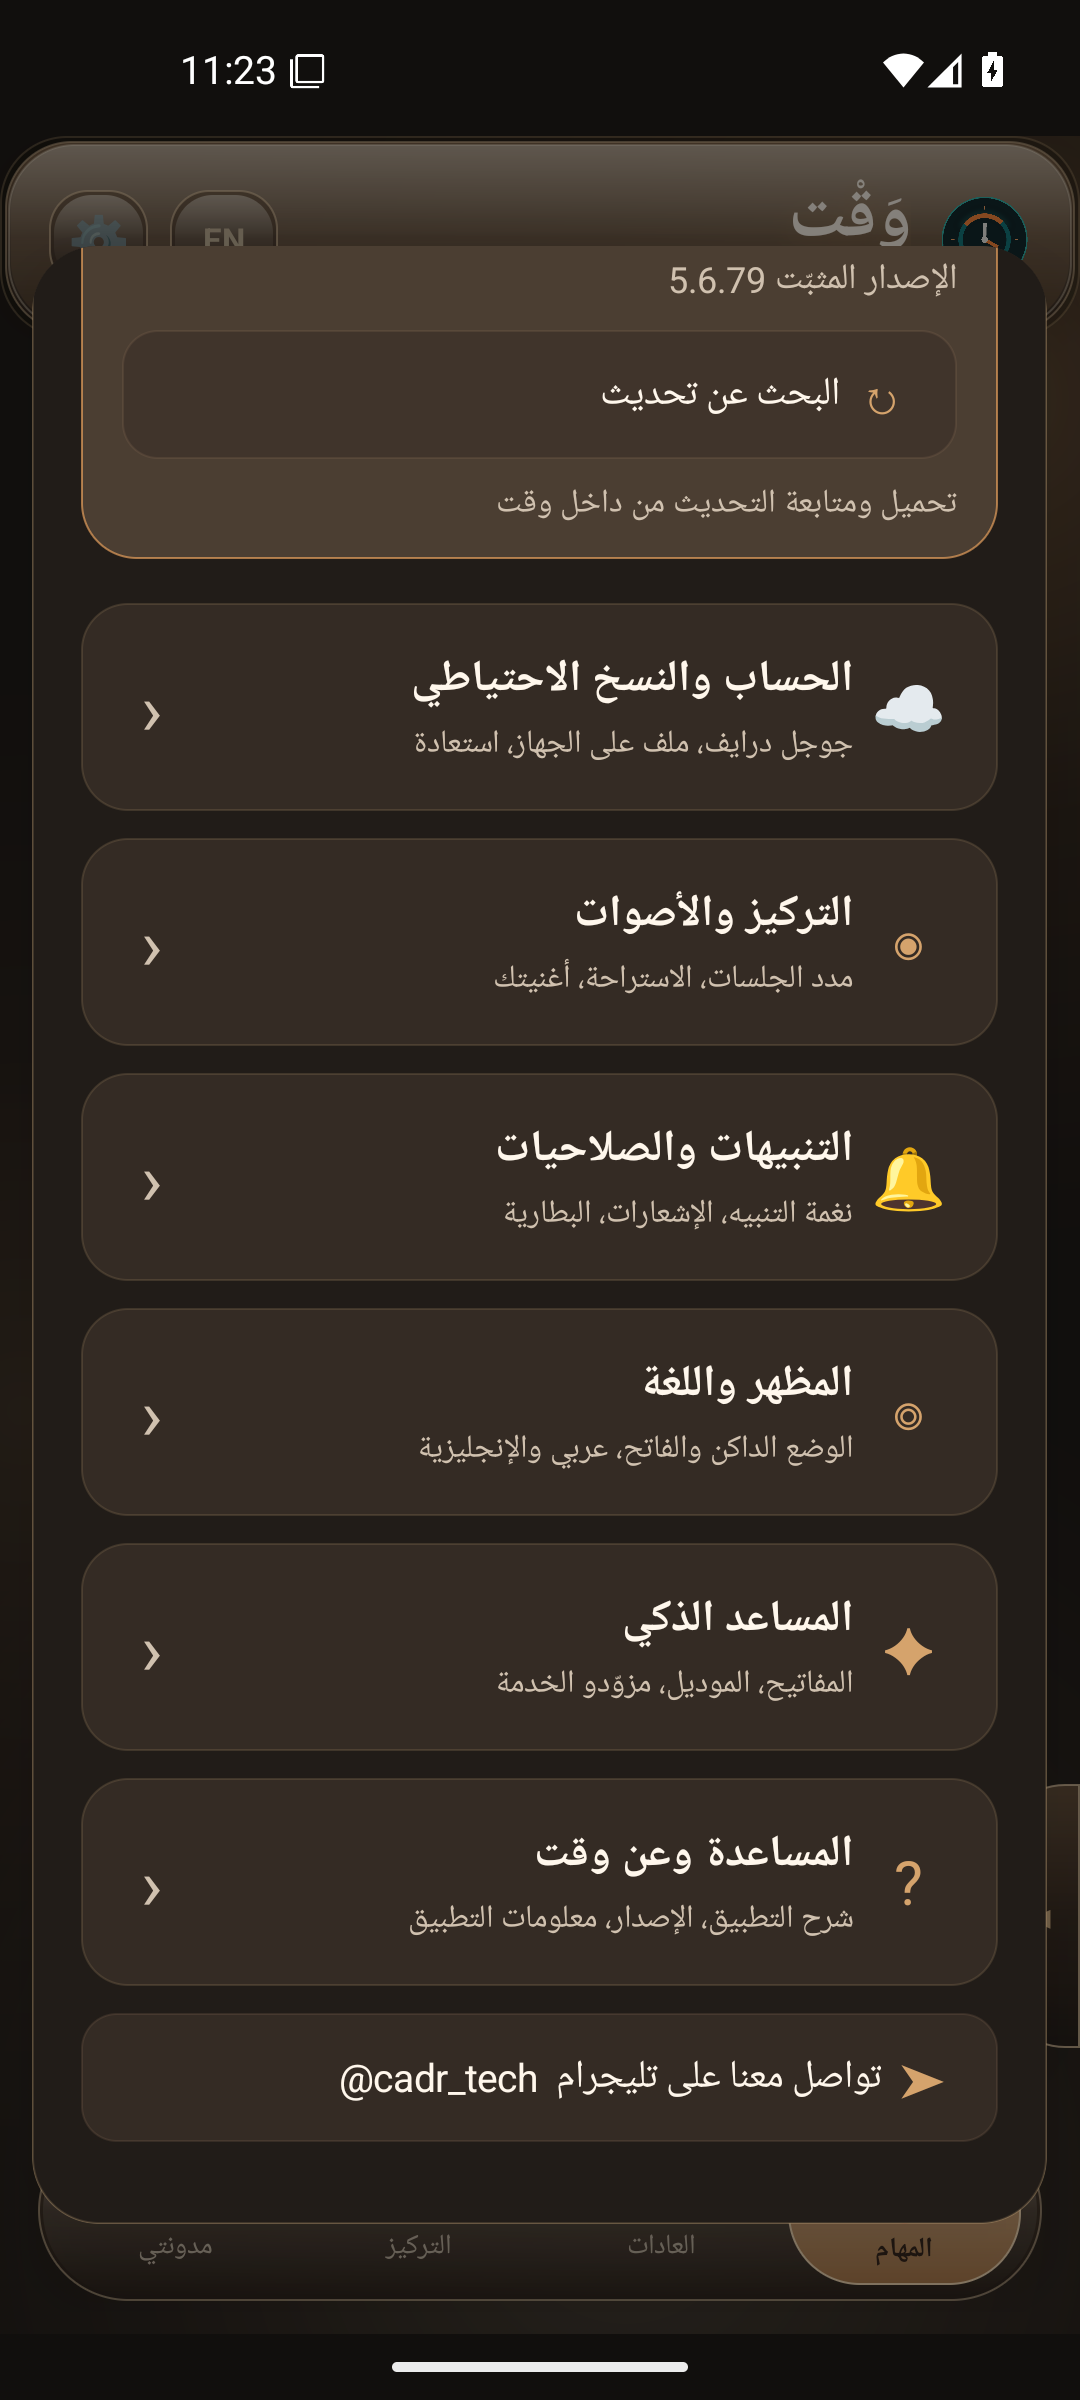 11:23
وَقْت
EN
الإصدار المثبّت 5.6.79
البحث عن تحديث
تحميل ومتابعة التحديث من داخل وقت
الحساب والنسخ الاحتياطي
جوجل درايف، ملف على الجهاز، استعادة
التركيز والأصوات
مدد الجلسات، الاستراحة، أغنيتك
التنبيهات والصلاحيات
نغمة التنبيه، الإشعارات، البطارية
المظهر واللغة
الوضع الداكن والفاتح، عربي والإنجليزية
المساعد الذكي
المفاتيح، الموديل، مزوّدو الخدمة
المساعدة وعن وقت
شرح التطبيق، الإصدار، معلومات التطبيق
تواصل معنا على تليجرام @cadr_tech
المهام
العادات
التركيز
مدونتي